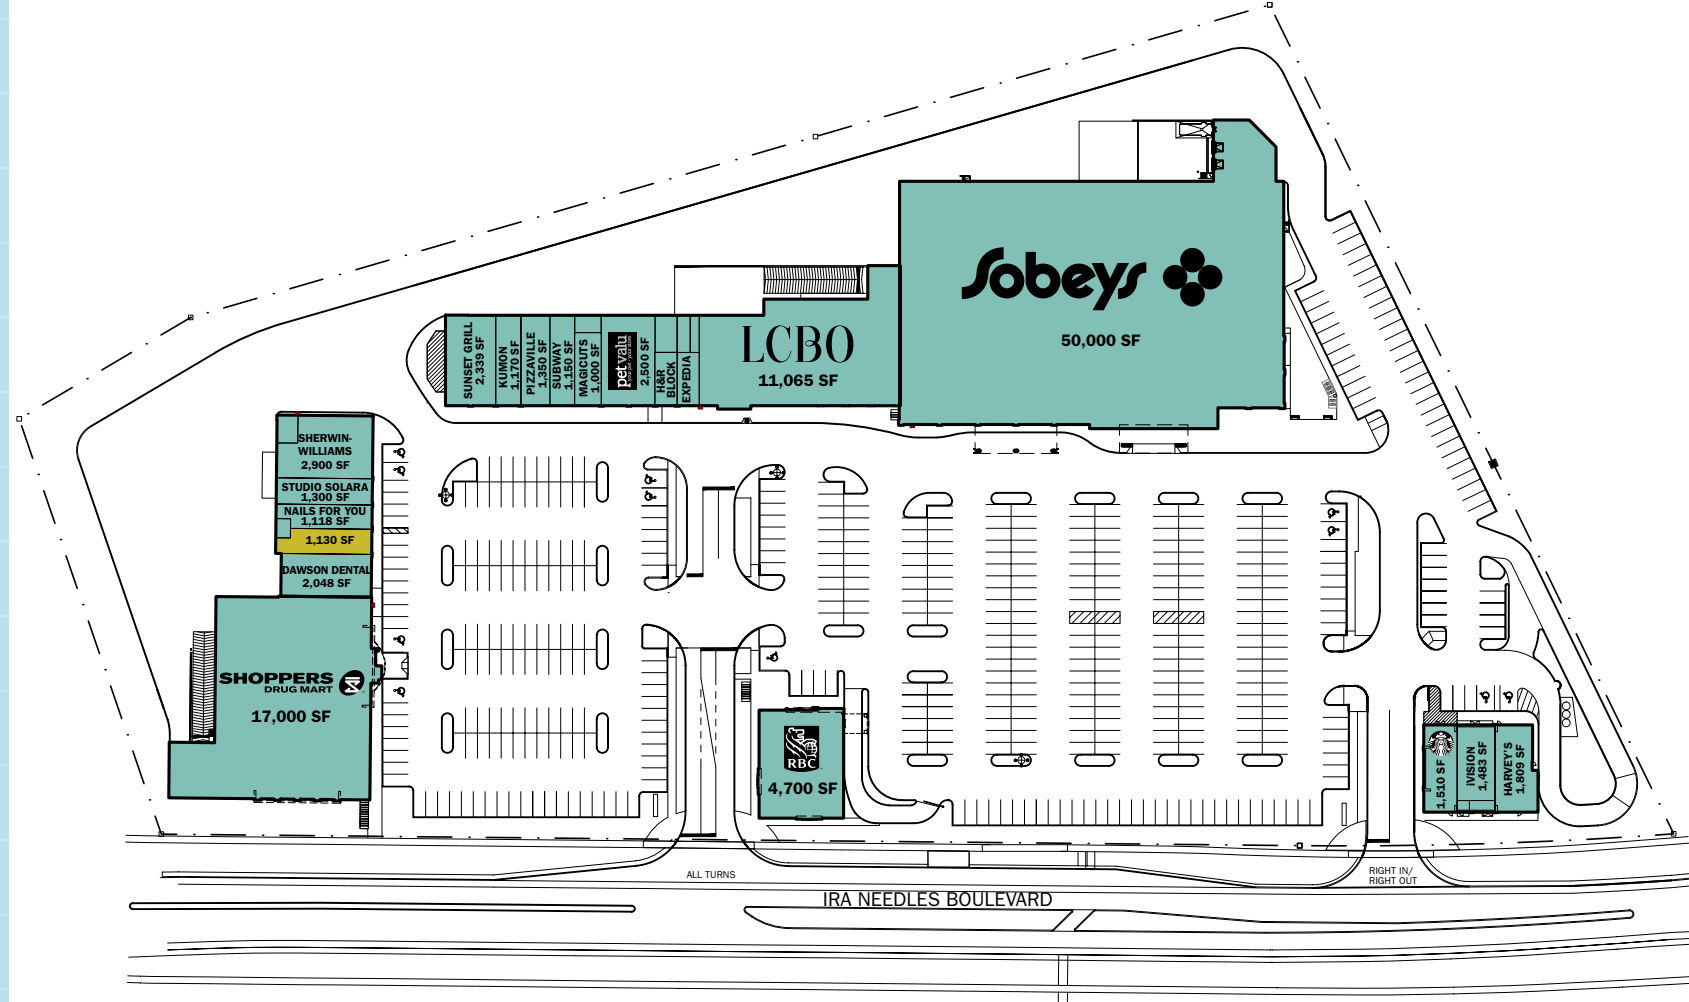 Sobeys
50,000 SF
LCBO
11,065 SF
SUNSET GRILL
2,339 SF
KUMON
1,170 SF
PIZZAVILLE
1,350 SF
SUBWAY
1,150 SF
MAGICUTS
1,000 SF
pet valu
2,500 SF
H&R
BLOCK
EXPEDIA
SHERWIN-
WILLIAMS
2,900 SF
STUDIO SOLARA
1,300 SF
NAILS FOR YOU
1,118 SF
1,130 SF
DAWSON DENTAL
2,048 SF
SHOPPERS
DRUG MART
17,000 SF
RBC
4,700 SF
1,510 SF
iVISION
1,483 SF
HARVEY'S
1,809 SF
ALL TURNS
RIGHT IN/
RIGHT OUT
IRA NEEDLES BOULEVARD